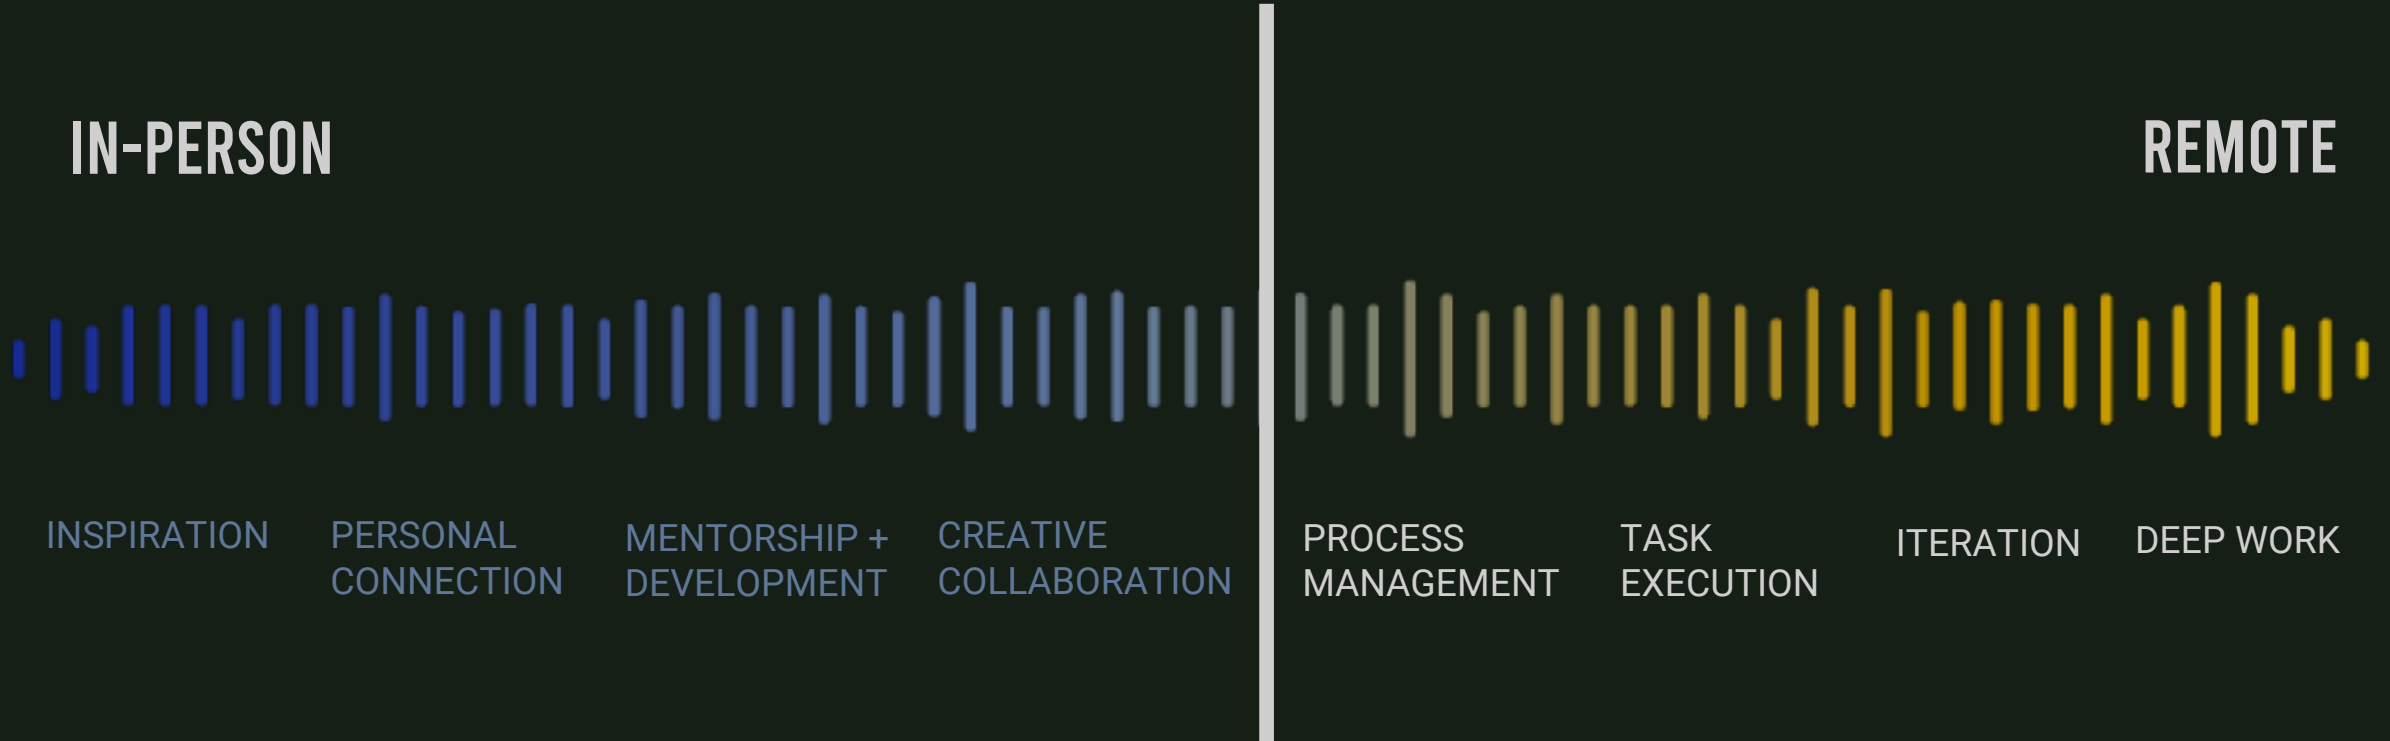 IN-PERSON
REMOTE
INSPIRATION
PERSONAL
CONNECTION
MENTORSHIP +
DEVELOPMENT
CREATIVE
COLLABORATION
PROCESS
MANAGEMENT
TASK
EXECUTION
ITERATION
DEEP WORK